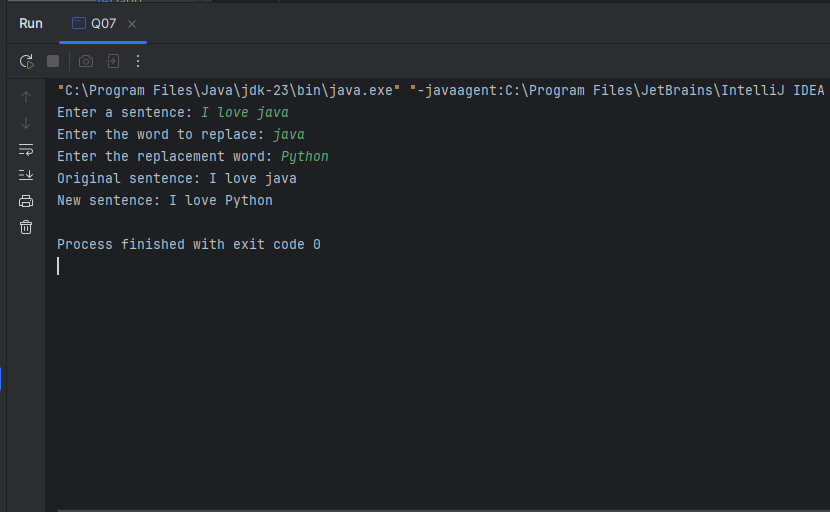 Run Q07
"C:\Program Files\Java\jdk-23\bin\java.exe" "-javaagent:C:\Program Files\JetBrains\IntelliJ IDEA
Enter a sentence: I love java
Enter the word to replace: java
Enter the replacement word: Python
Original sentence: I love java
New sentence: I love Python
Process finished with exit code 0